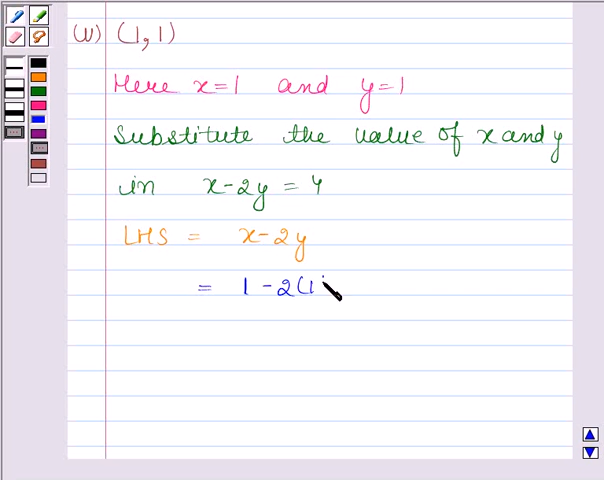 (v) (1,1)
Here x=1 and y=1
Substitute the value of x and y
in x-2y = 4
LHS = x-2y
= 1-2(1)